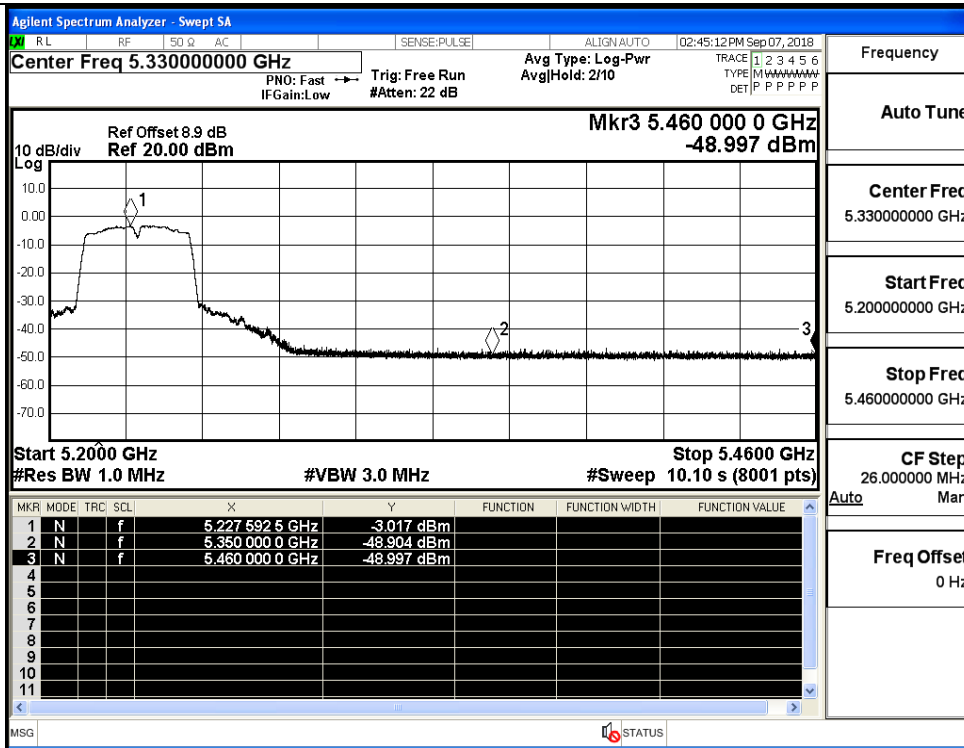 Agilent Spectrum Analyzer - Swept SA
LXI RL RF 50 Ω AC SENSE:PULSE ALIGN AUTO 02:45:12 PM Sep 07, 2018
Center Freq 5.330000000 GHz
PNO: Fast
IFGain:Low
Trig: Free Run
#Atten: 22 dB
Avg Type: Log-Pwr
Avg|Hold: 2/10
TRACE 1 2 3 4 5 6
TYPE M W W W W W
DET P P P P P P
Mkr3 5.460 000 0 GHz
-48.997 dBm
Ref Offset 8.9 dB
10 dB/div Ref 20.00 dBm
Log
10.0
0.00
-10.0
-20.0
-30.0
-40.0
-50.0
-60.0
-70.0
1
2
3
Start 5.2000 GHz Stop 5.4600 GHz
#Res BW 1.0 MHz #VBW 3.0 MHz #Sweep 10.10 s (8001 pts)
MKR MODE TRC SCL X Y FUNCTION FUNCTION WIDTH FUNCTION VALUE
1 N f 5.227 592 5 GHz -3.017 dBm
2 N f 5.350 000 0 GHz -48.904 dBm
3 N f 5.460 000 0 GHz -48.997 dBm
4
5
6
7
8
9
10
11
MSG STATUS
Frequency
Auto Tune
Center Freq
5.330000000 GHz
Start Freq
5.200000000 GHz
Stop Freq
5.460000000 GHz
CF Step
26.000000 MHz
Auto Man
Freq Offset
0 Hz